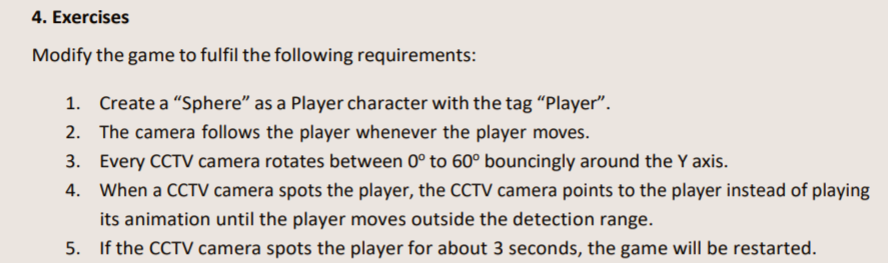 4. Exercises
Modify the game to fulfil the following requirements:
1. Create a “Sphere” as a Player character with the tag “Player”.
2. The camera follows the player whenever the player moves.
3. Every CCTV camera rotates between 0º to 60º bouncingly around the Y axis.
4. When a CCTV camera spots the player, the CCTV camera points to the player instead of playing
its animation until the player moves outside the detection range.
5. If the CCTV camera spots the player for about 3 seconds, the game will be restarted.